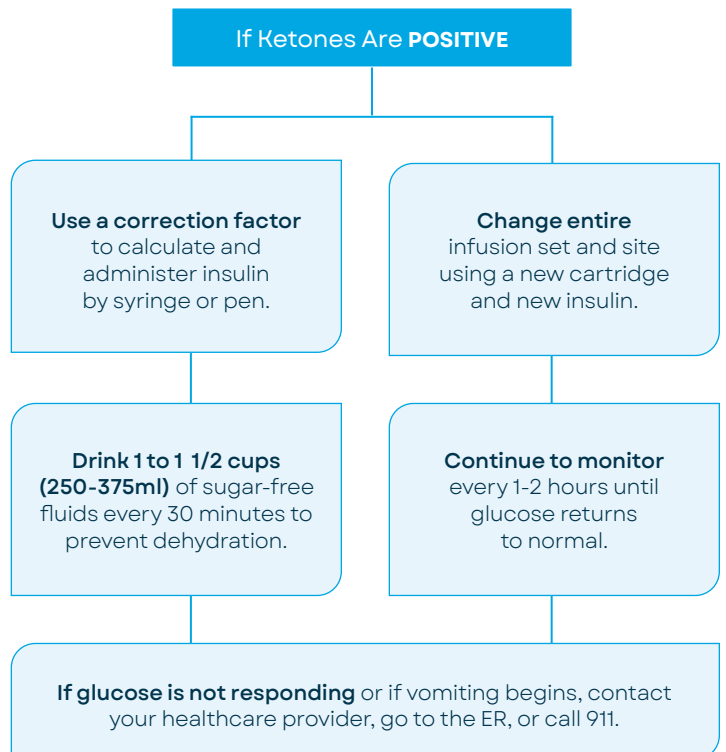 If Ketones Are POSITIVE
Use a correction factor
to calculate and
administer insulin
by syringe or pen.
Change entire
infusion set and site
using a new cartridge
and new insulin.
Drink 1 to 1 1/2 cups
(250-375ml) of sugar-free
fluids every 30 minutes to
prevent dehydration.
Continue to monitor
every 1-2 hours until
glucose returns
to normal.
If glucose is not responding or if vomiting begins, contact
your healthcare provider, go to the ER, or call 911.